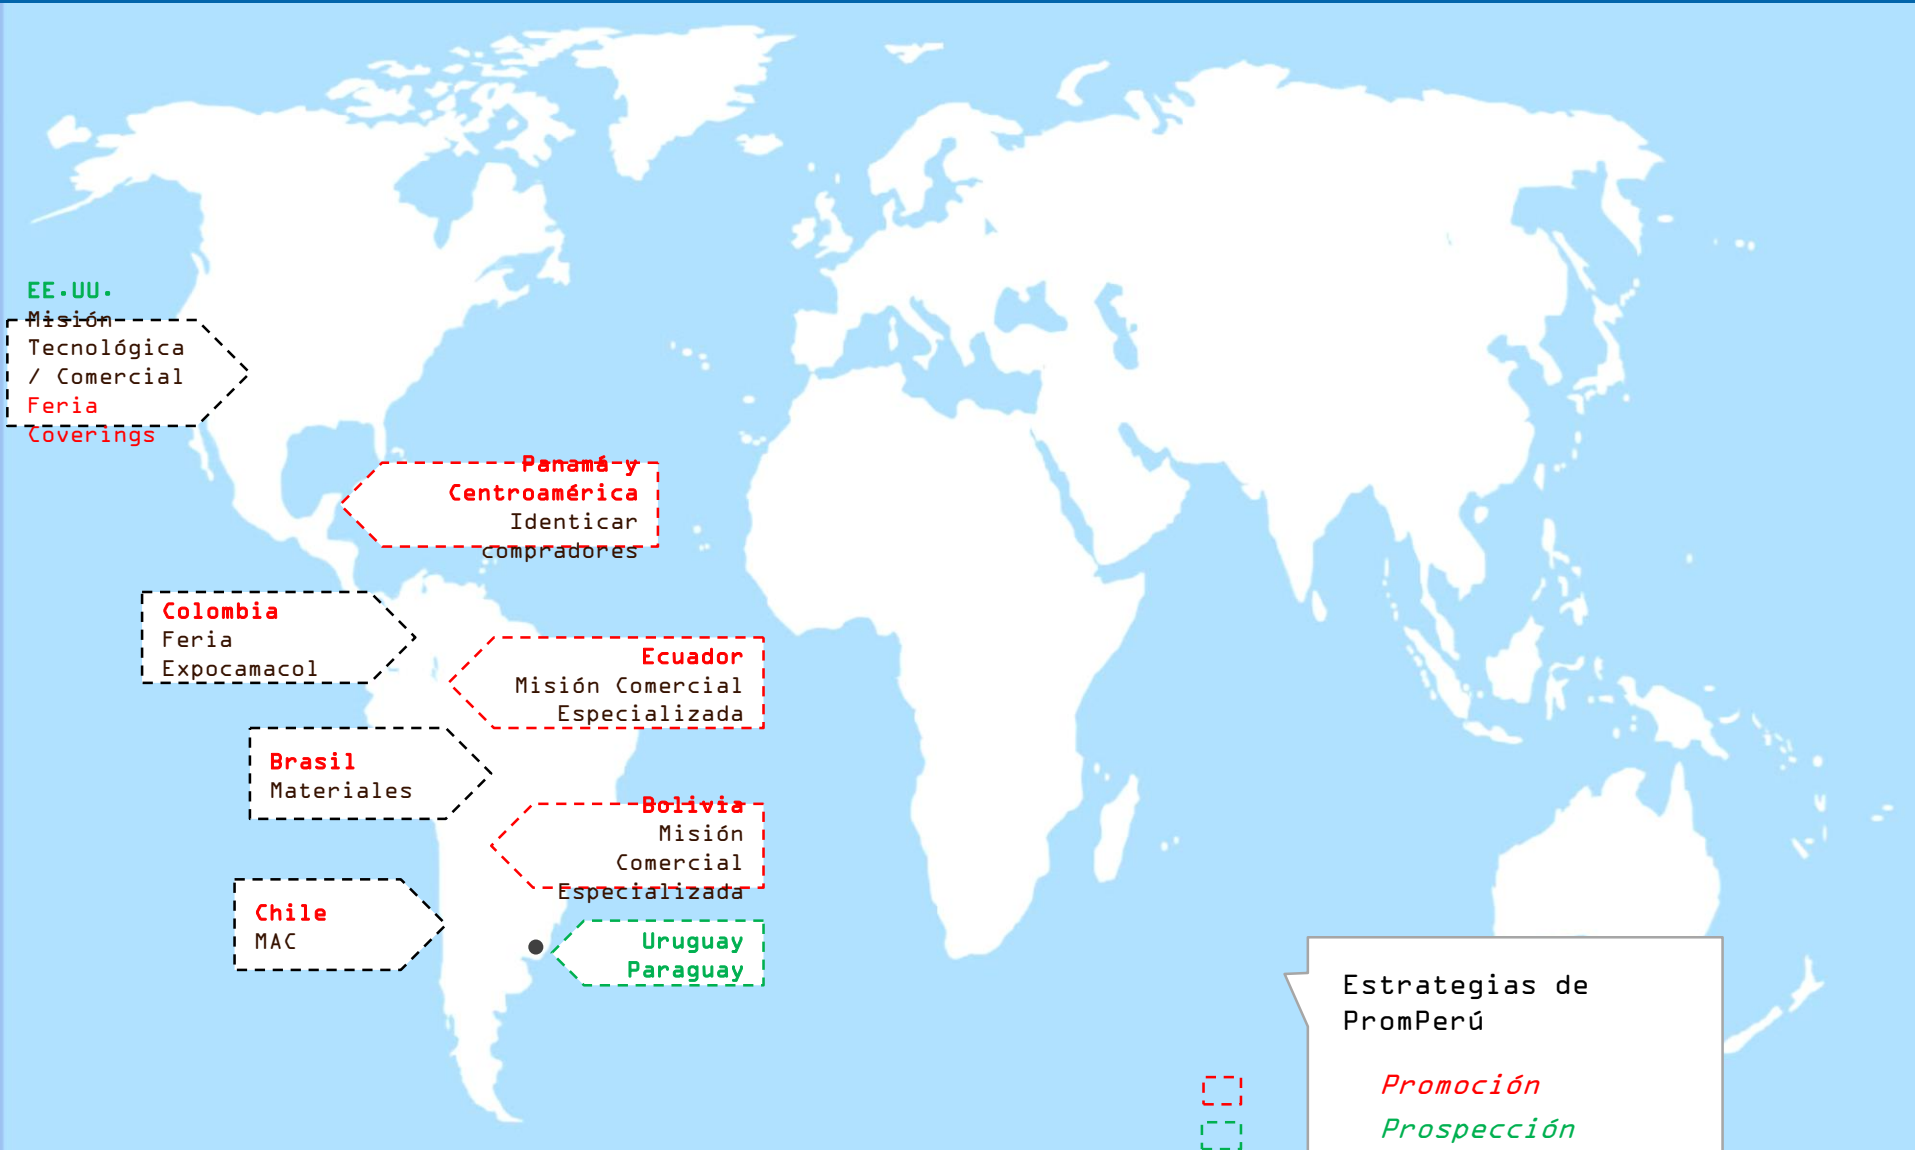 EE.UU.
Misión
Tecnológica
/ Comercial
Feria
Coverings
Panamá y
Centroamérica
Identicar
compradores
Colombia
Feria
Expocamacol
Ecuador
Misión Comercial
Especializada
Brasil
Materiales
Bolivia
Misión
Comercial
Especializada
Chile
MAC
Uruguay
Paraguay
Estrategias de
PromPerú
Promoción
Prospección